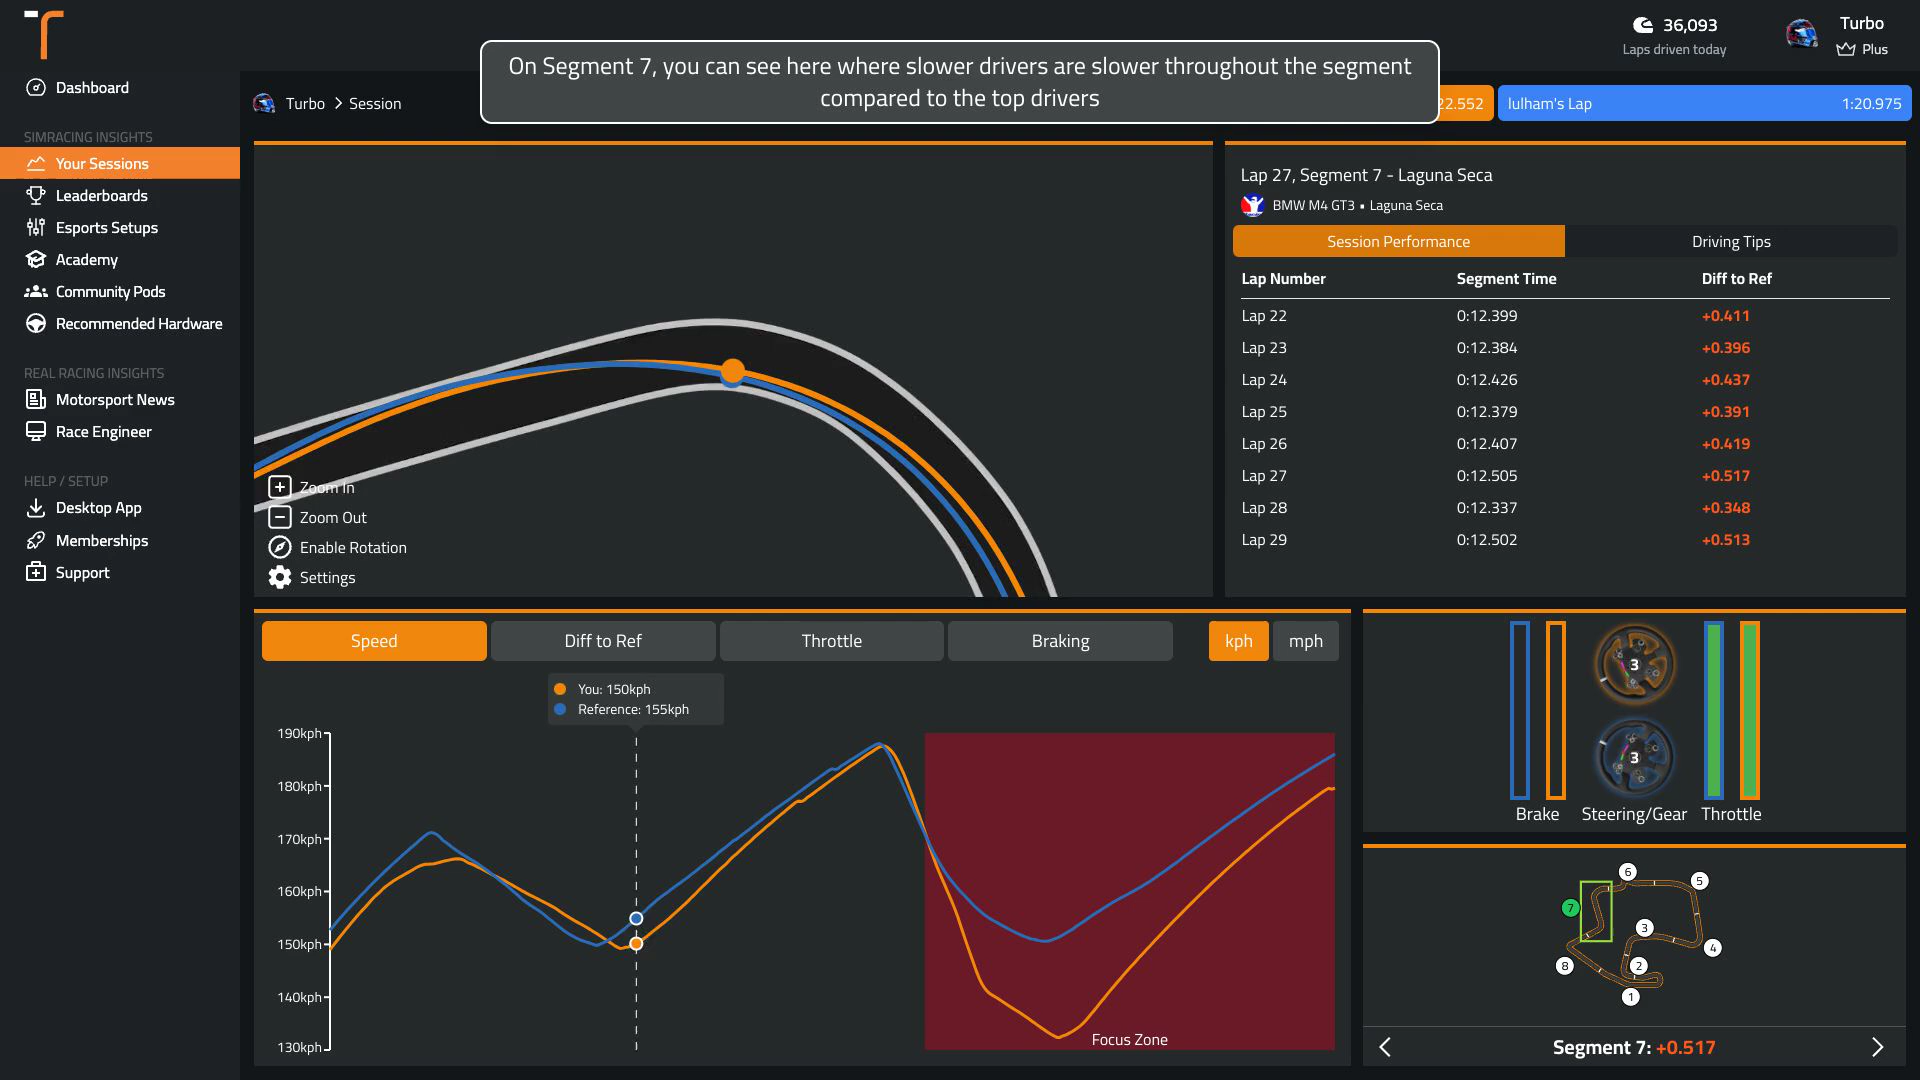 36,093
Laps driven today
Turbo
Plus
On Segment 7, you can see here where slower drivers are slower throughout the segment
compared to the top drivers
Dashboard
SIMRACING INSIGHTS
Your Sessions
Leaderboards
Esports Setups
Academy
Community Pods
Recommended Hardware
REAL RACING INSIGHTS
Motorsport News
Race Engineer
HELP / SETUP
Desktop App
Memberships
Support
Turbo > Session
22.552
lulham's Lap 1:20.975
Zoom In
Zoom Out
Enable Rotation
Settings
Lap 27, Segment 7 - Laguna Seca
BMW M4 GT3 • Laguna Seca
Session Performance Driving Tips
Lap Number Segment Time Diff to Ref
Lap 22 0:12.399 +0.411
Lap 23 0:12.384 +0.396
Lap 24 0:12.426 +0.437
Lap 25 0:12.379 +0.391
Lap 26 0:12.407 +0.419
Lap 27 0:12.505 +0.517
Lap 28 0:12.337 +0.348
Lap 29 0:12.502 +0.513
Speed Diff to Ref Throttle Braking kph mph
You: 150kph
Reference: 155kph
190kph
180kph
170kph
160kph
150kph
140kph
130kph
Focus Zone
3
3
Brake Steering/Gear Throttle
6
5
7
3
4
8
2
1
Segment 7: +0.517